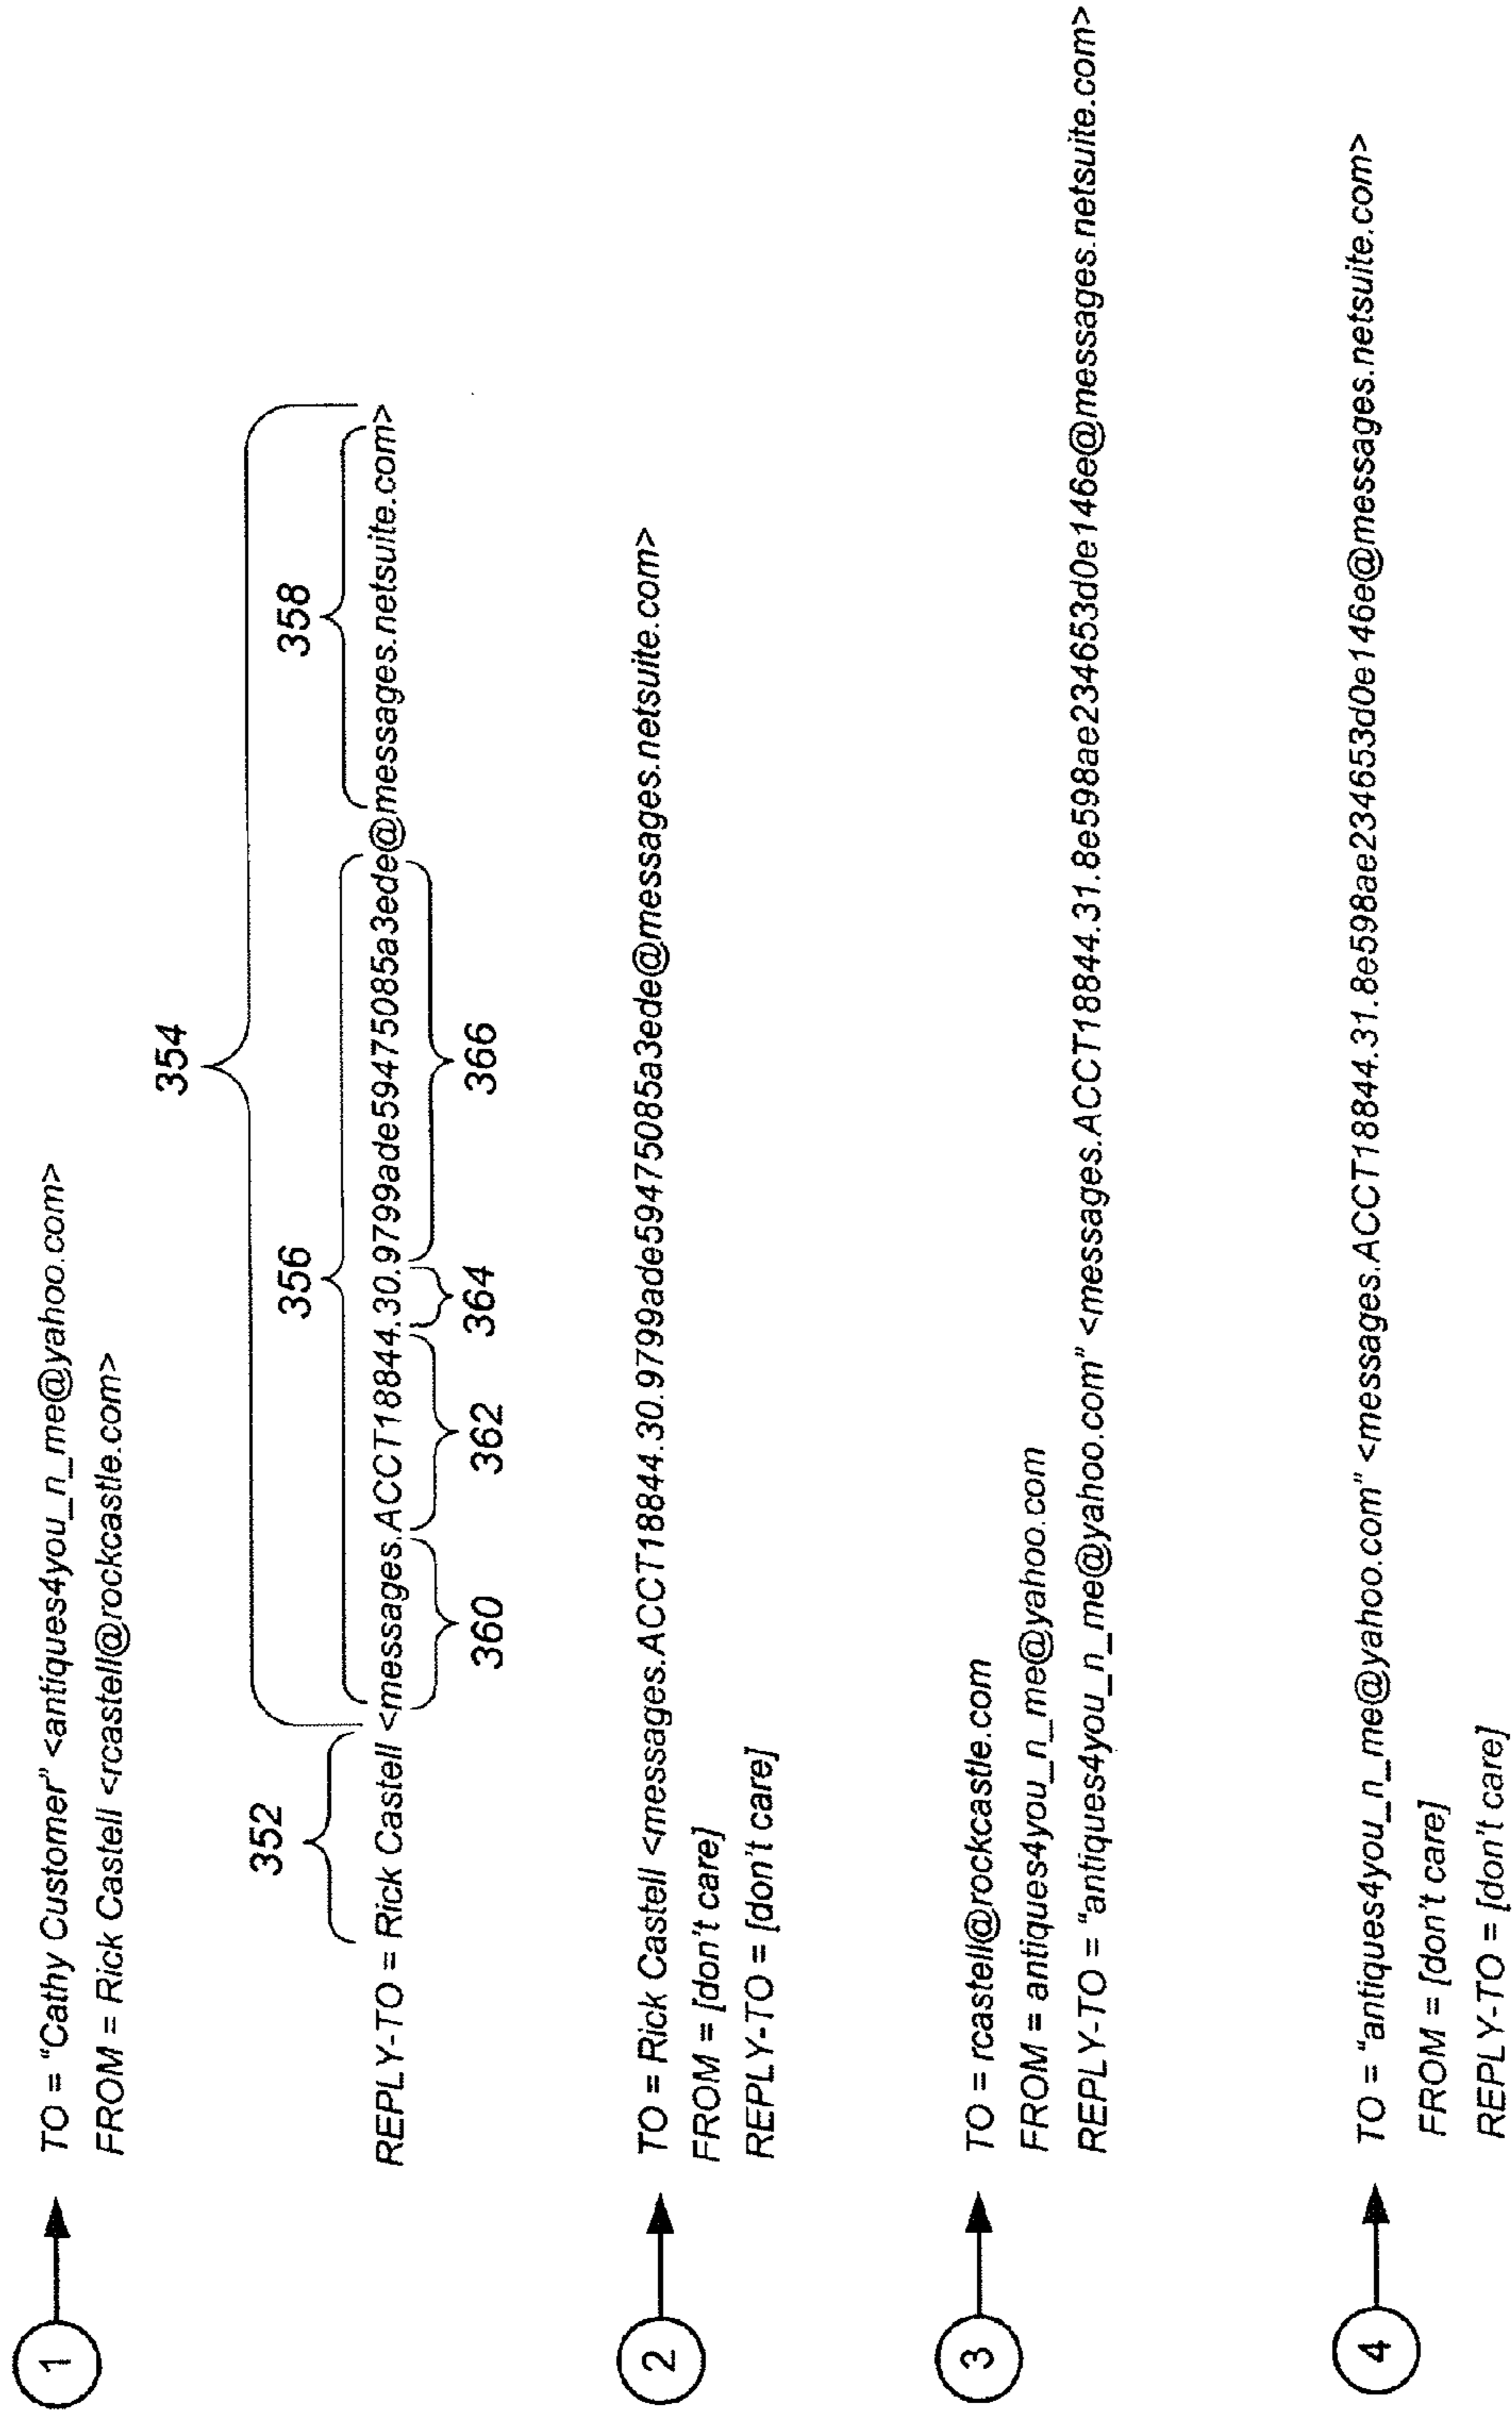 1
TO = "Cathy Customer" <antiques4you_n_me@yahoo.com>
FROM = Rick Castell <rcastell@rockcastle.com>
354
352
356
358
REPLY-TO = Rick Castell <messages.ACCT18844.30.9799ade59475085a3ede@messages.netsuite.com>
360
362
364
366
2
TO = Rick Castell <messages.ACCT18844.30.9799ade59475085a3ede@messages.netsuite.com>
FROM = [don't care]
REPLY-TO = [don't care]
3
TO = rcastell@rockcastle.com
FROM = antiques4you_n_me@yahoo.com
REPLY-TO = "antiques4you_n_me@yahoo.com" <messages.ACCT18844.31.8e598ae234653d0e146e@messages.netsuite.com>
4
TO = "antiques4you_n_me@yahoo.com" <messages.ACCT18844.31.8e598ae234653d0e146e@messages.netsuite.com>
FROM = [don't care]
REPLY-TO = [don't care]